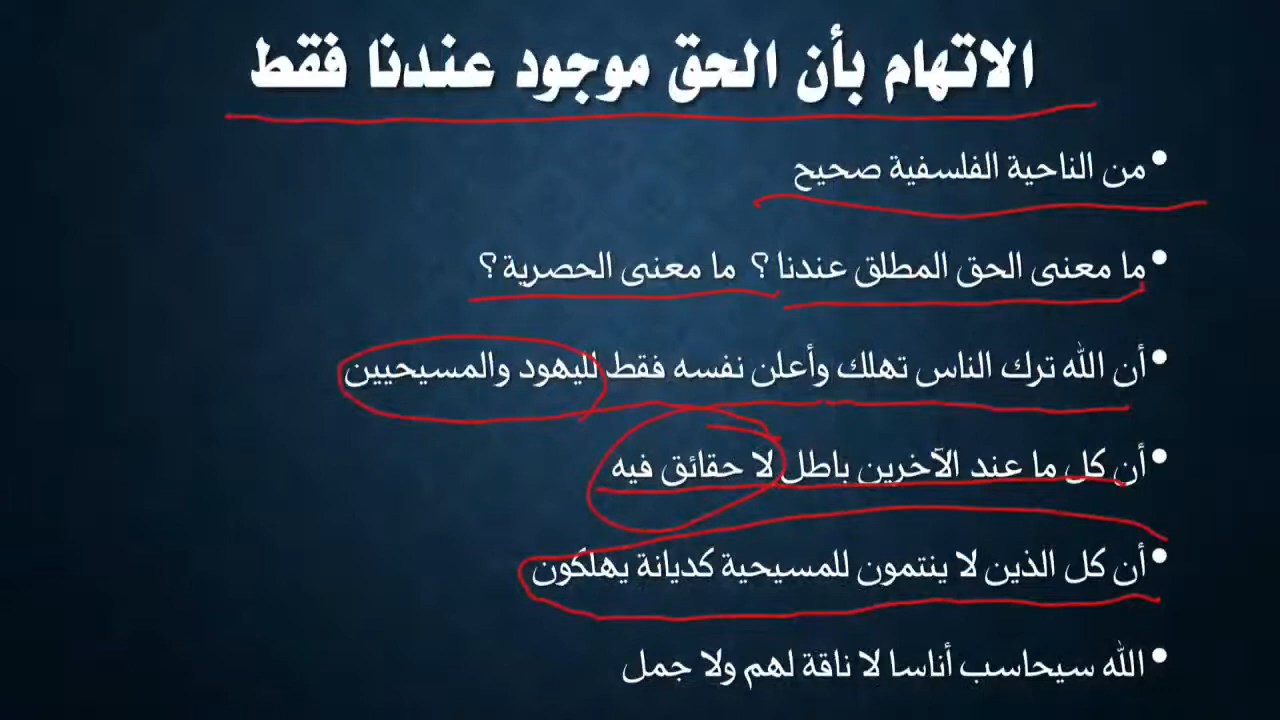 الاتهام بأن الحق موجود عندنا فقط
• من الناحية الفلسفية صحيح
• ما معنى الحق المطلق عندنا؟ ما معنى الحصرية؟
• أن الله ترك الناس تهلك وأعلن نفسه فقط لليهود والمسيحيين
• أن كل ما عند الآخرين باطل لا حقائق فيه
• أن كل الذين لا ينتمون للمسيحية كديانة يهلكون
• الله سيحاسب أناسا لا ناقة لهم ولا جمل